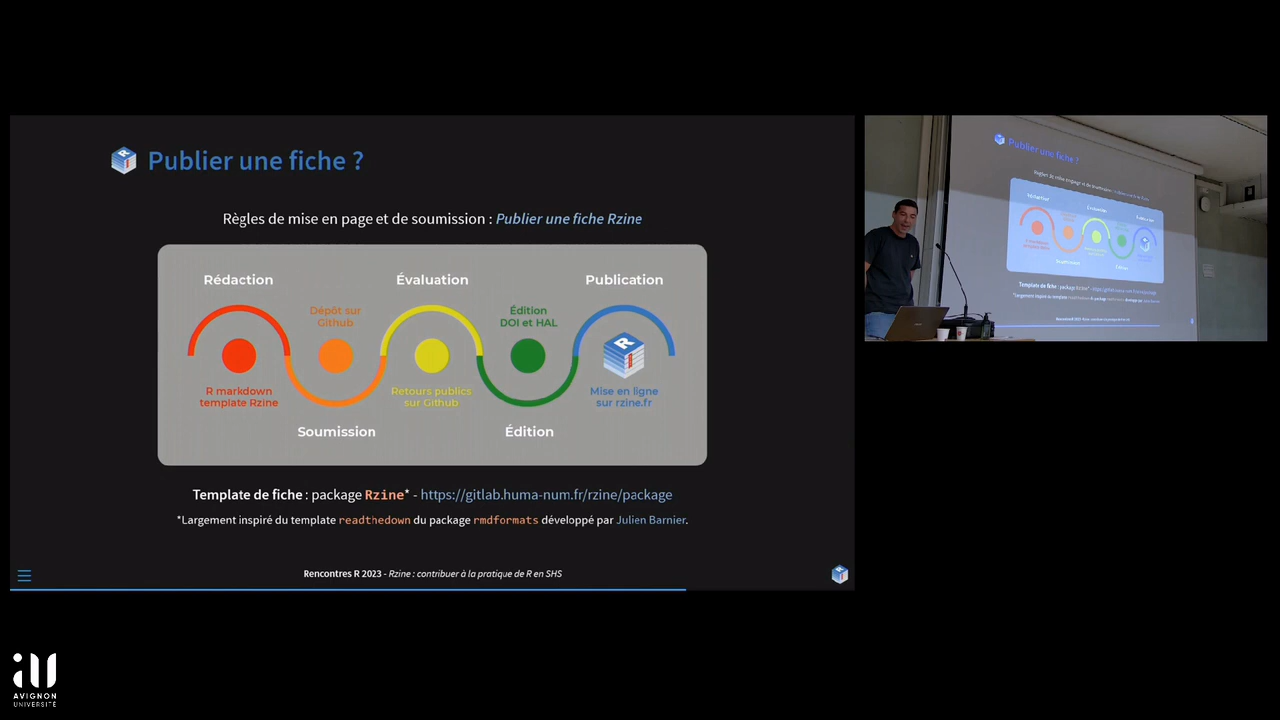 Publier une fiche ?
Règles de mise en page et de soumission : Publier une fiche Rzine
Rédaction
Évaluation
Publication
Dépôt sur
Github
Édition
DOI et HAL
R markdown
template Rzine
Retours publics
sur Github
Mise en ligne
sur rzine.fr
Soumission
Édition
Template de fiche : package Rzine* - https://gitlab.huma-num.fr/rzine/package
*Largement inspiré du template readthedown du package rmdformats développé par Julien Barnier.
Rencontres R 2023 - Rzine : contribuer à la pratique de R en SHS
Publier une fiche ?
AVIGNON
UNIVERSITÉ